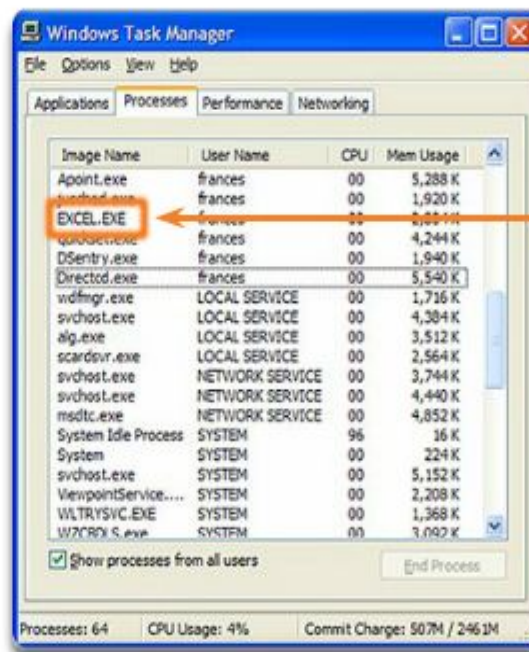 Windows Task Manager
File Options View Help
Applications Processes Performance Networking
Image Name User Name CPU Mem Usage
Apoint.exe frances 00 5,288 K
frances 00 1,920 K
EXCEL.EXE 00
frances 00 4,244 K
DSentry.exe frances 00 1,940 K
Directcd.exe frances 00 5,540 K
wdfmgr.exe LOCAL SERVICE 00 1,716 K
svchost.exe LOCAL SERVICE 00 4,384 K
alg.exe LOCAL SERVICE 00 3,512 K
scardsvr.exe LOCAL SERVICE 00 2,564 K
svchost.exe NETWORK SERVICE 00 3,744 K
svchost.exe NETWORK SERVICE 00 4,440 K
msdtc.exe NETWORK SERVICE 00 4,852 K
System Idle Process SYSTEM 96 16 K
System SYSTEM 00 224 K
svchost.exe SYSTEM 00 5,152 K
ViewpointService.... SYSTEM 00 2,208 K
WLTRYSVC.EXE SYSTEM 00 1,368 K
SYSTEM 00 3,092 K
Show processes from all users End Process
Processes: 64 CPU Usage: 4% Commit Charge: 507M / 2461M